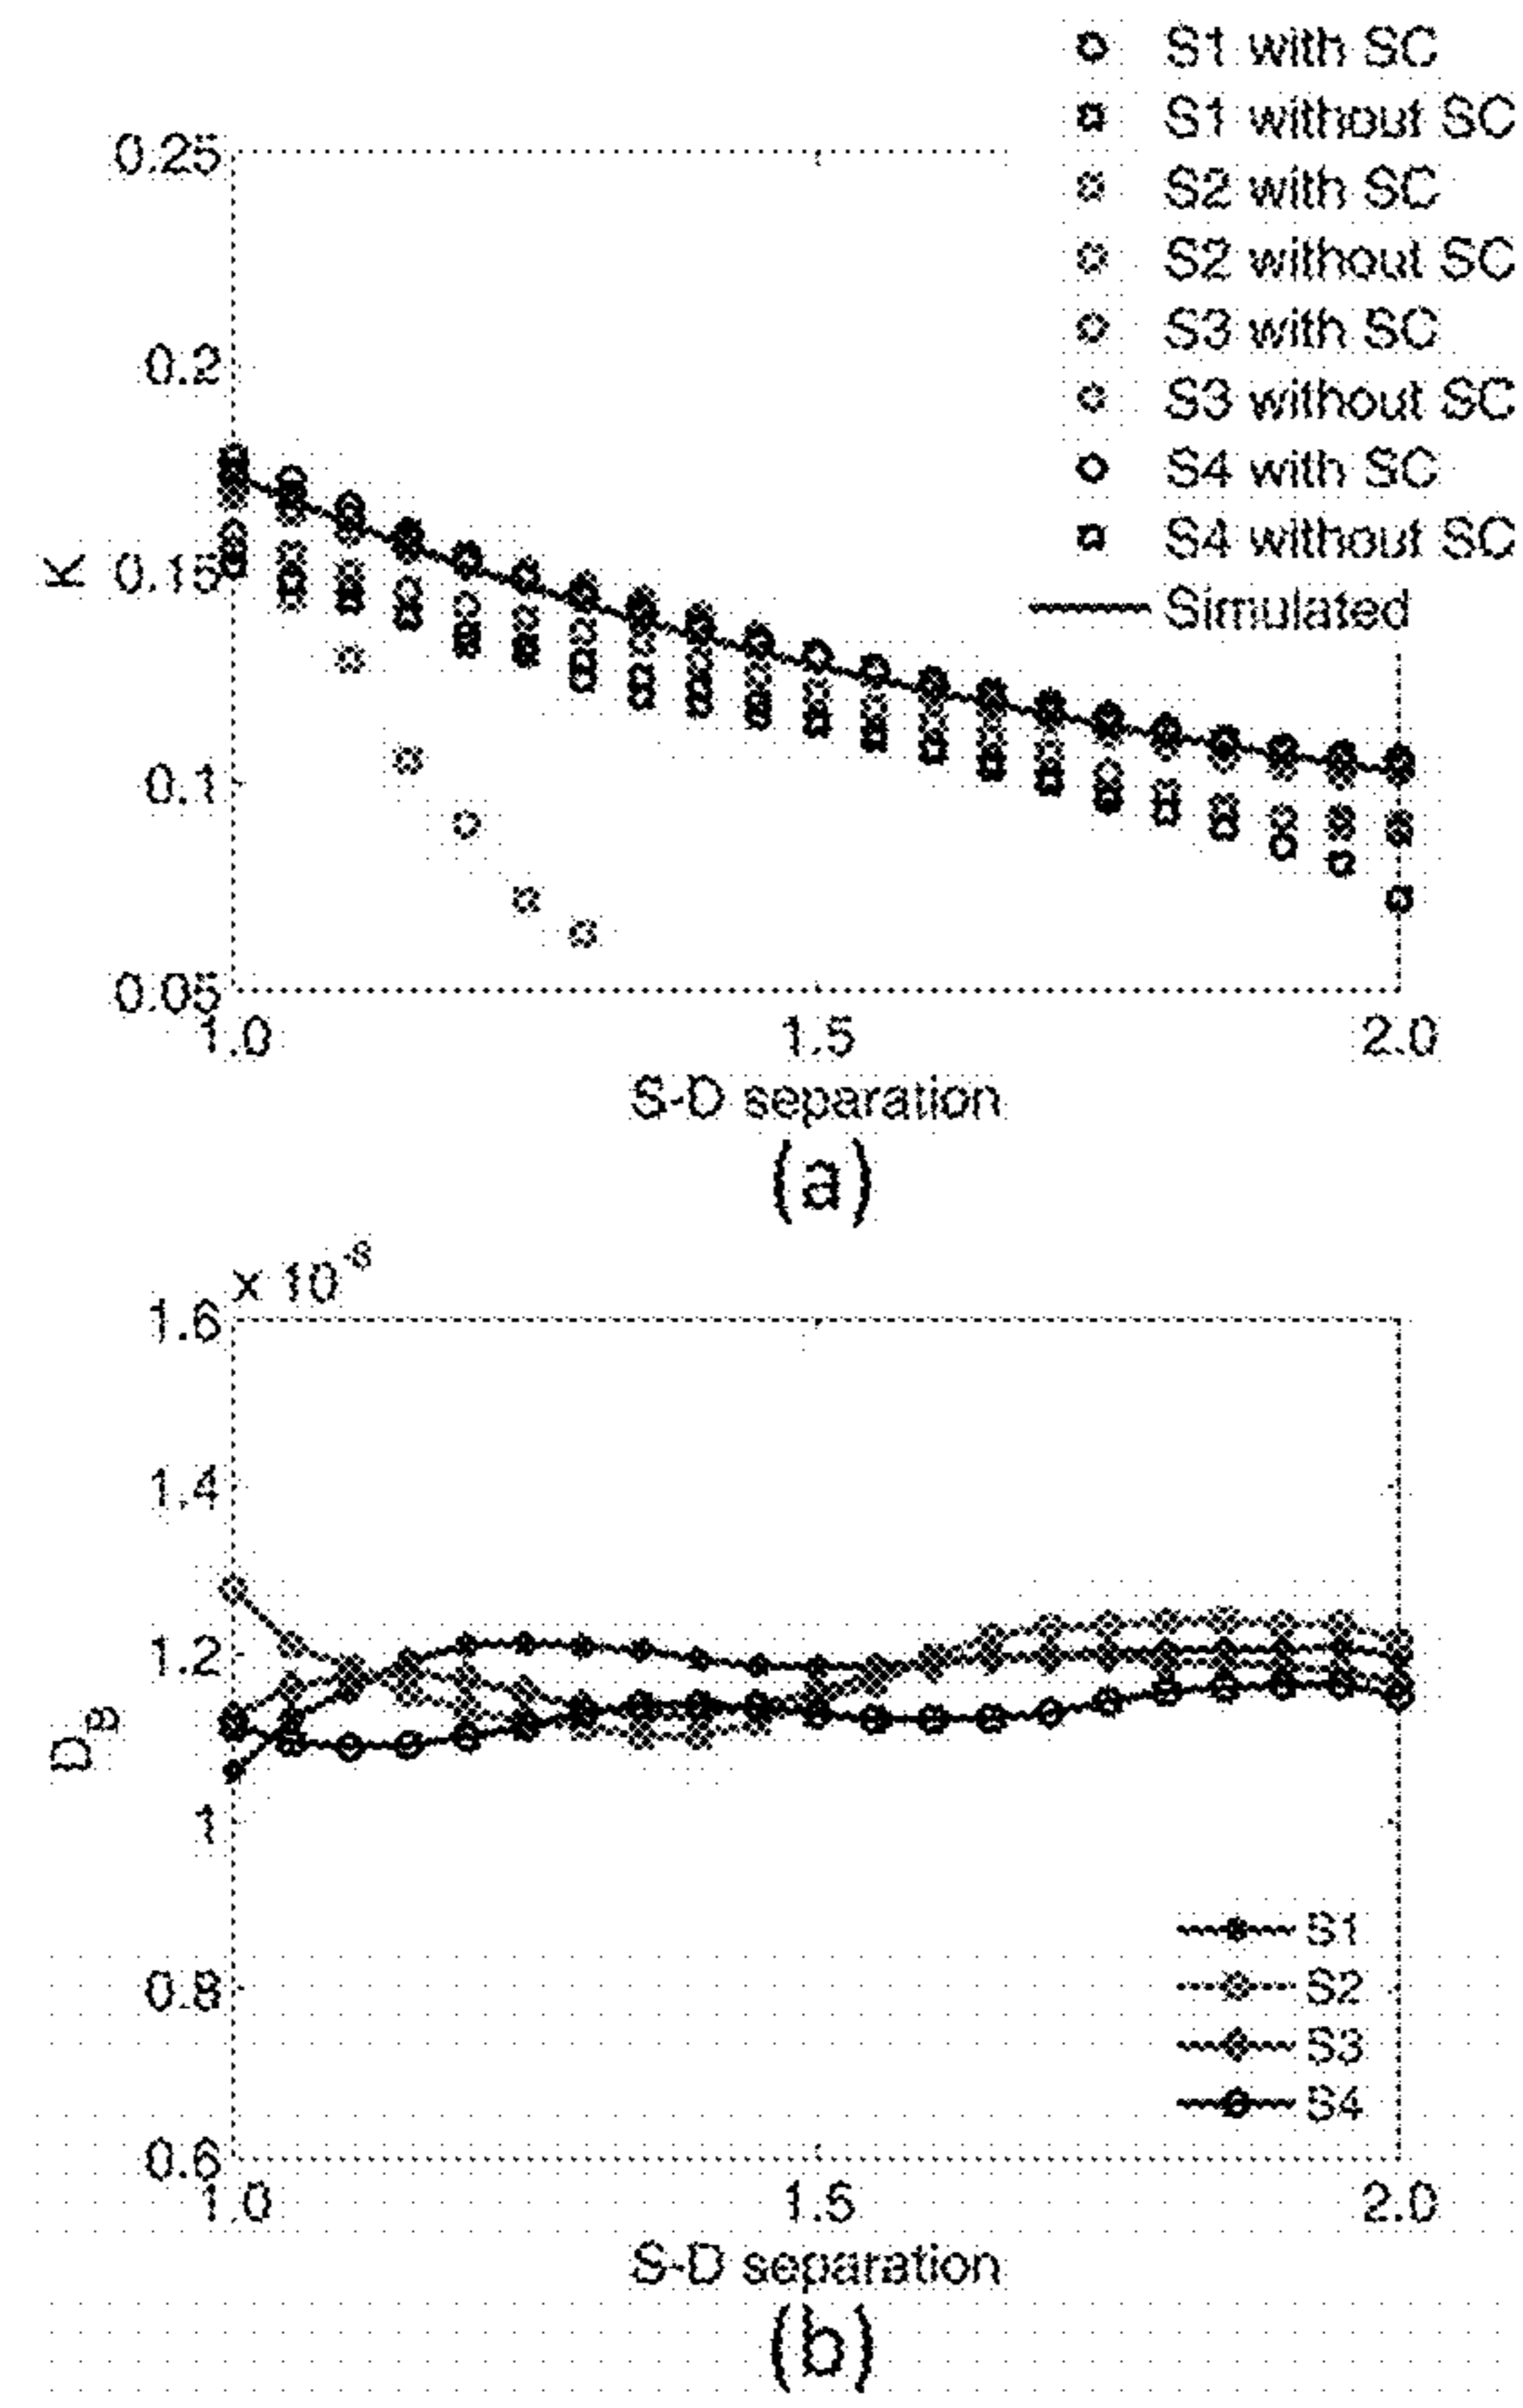 S1 with SC
S1 without SC
S2 with SC
S2 without SC
S3 with SC
S3 without SC
S4 with SC
S4 without SC
Simulated
0.25
0.2
K 0.15
0.1
0.05
1.0 1.5 2.0
S-D separation
(a)
x 10-8
1.6
1.4
1.2
DB
1
0.8
0.6
S1
S2
S3
S4
1.0 1.5 2.0
S-D separation
(b)